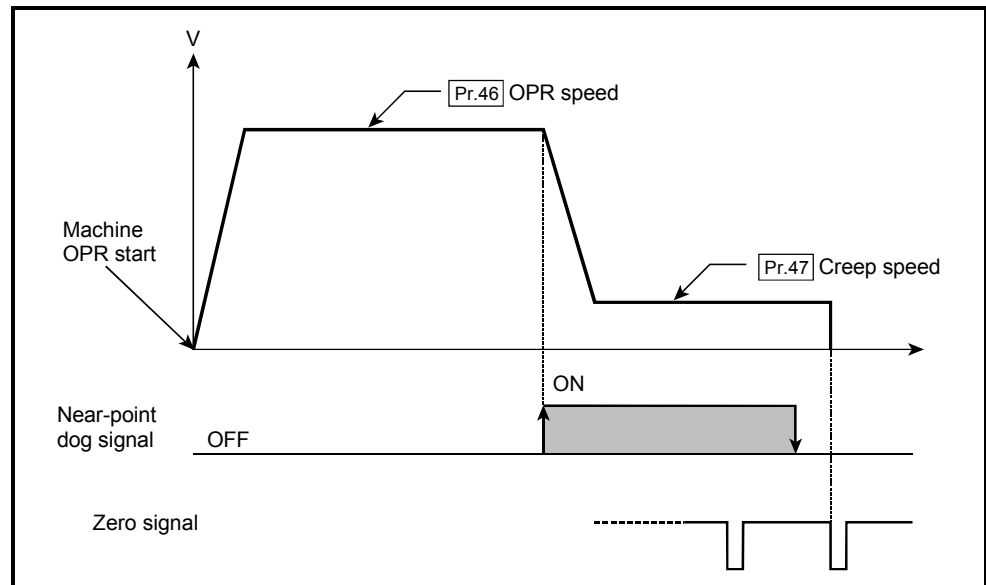 V
Pr.46 OPR speed
Machine
OPR start
Pr.47 Creep speed
ON
Near-point
dog signal
OFF
Zero signal